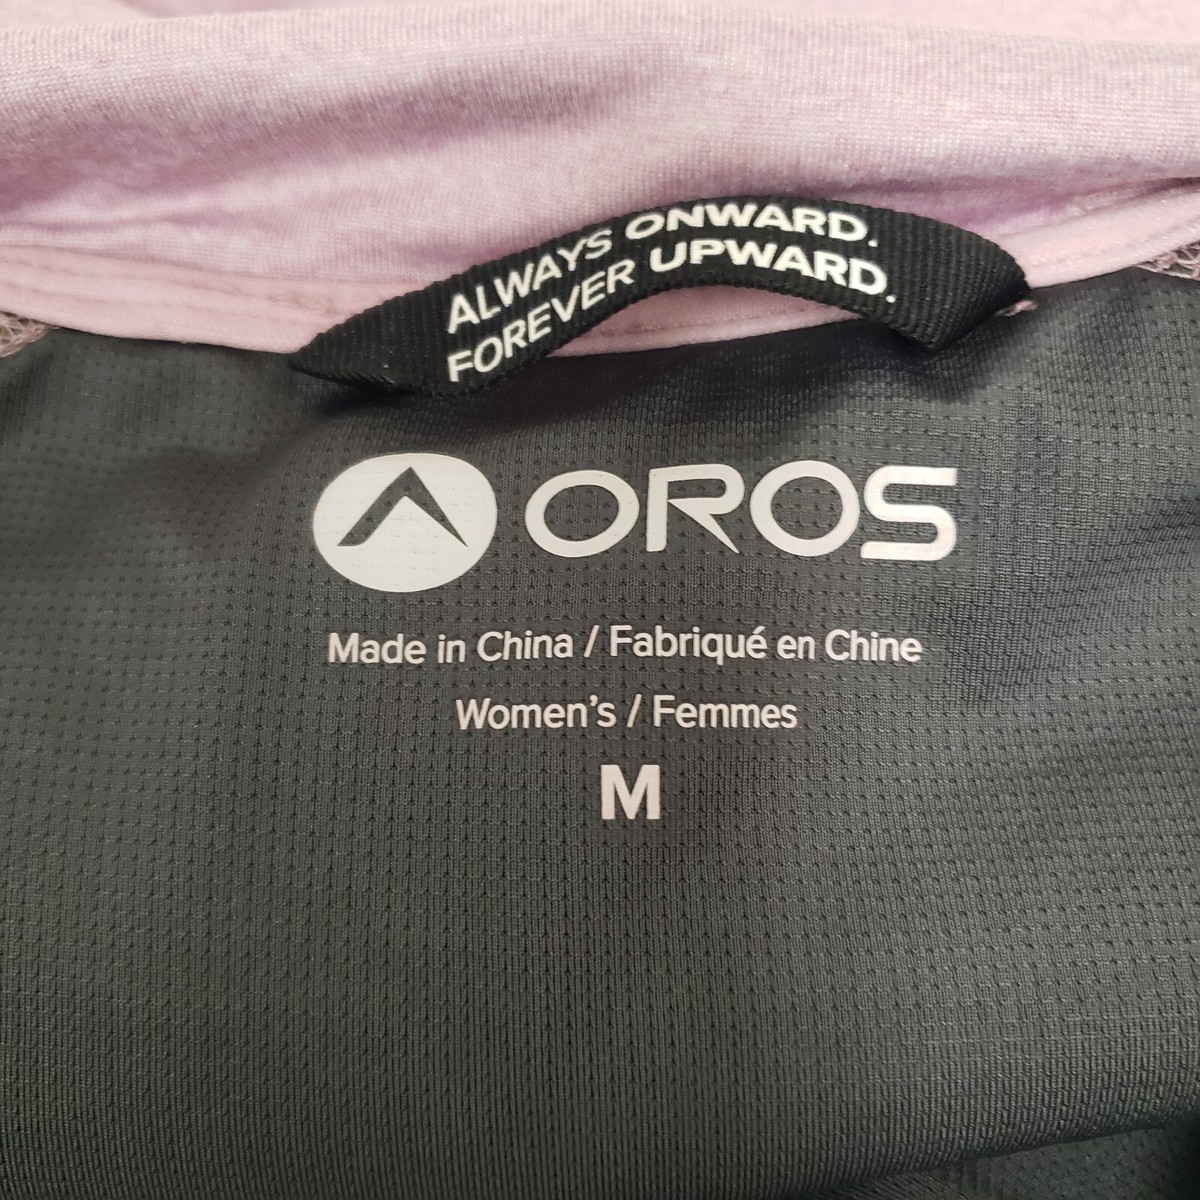 ALWAYS ONWARD.
FOREVER UPWARD.
OROS
Made in China / Fabriqué en Chine
Women's / Femmes
M